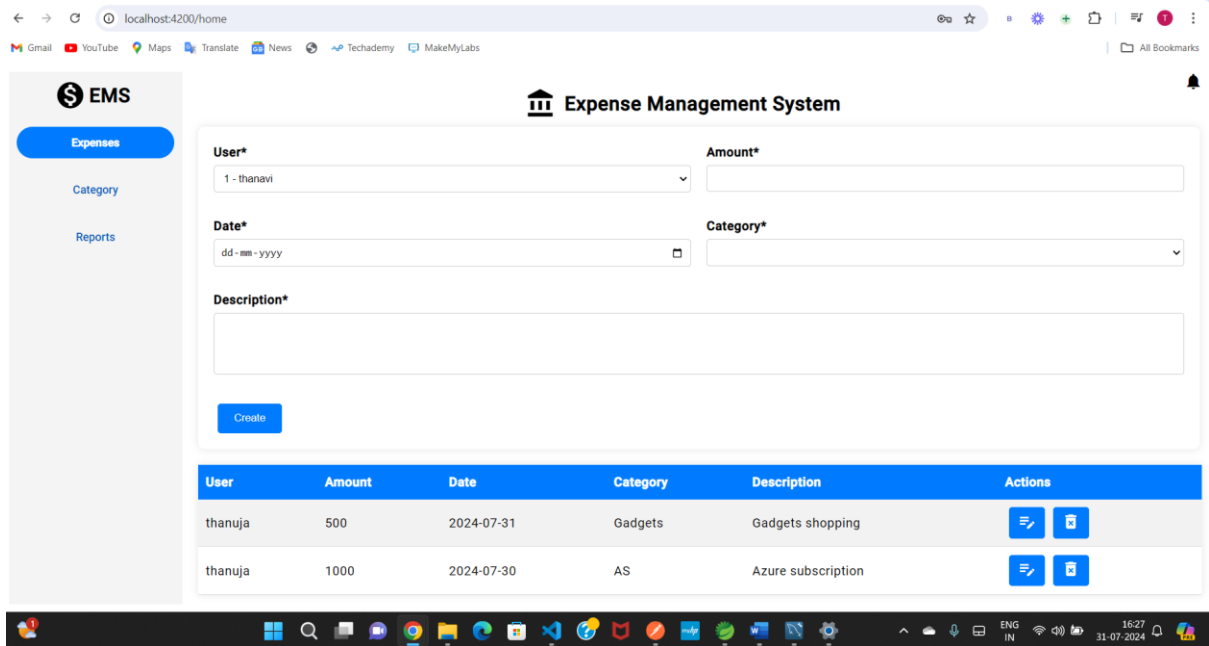 localhost:4200/home
Gmail YouTube Maps Translate News Techademy MakeMyLabs All Bookmarks
EMS
Expense Management System
Expenses
Category
Reports
User* Amount*
1 - thanavi
Date* Category*
dd-mm-yyyy
Description*
Create
User Amount Date Category Description Actions
thanuja 500 2024-07-31 Gadgets Gadgets shopping
thanuja 1000 2024-07-30 AS Azure subscription
ENG 16:27
IN 31-07-2024